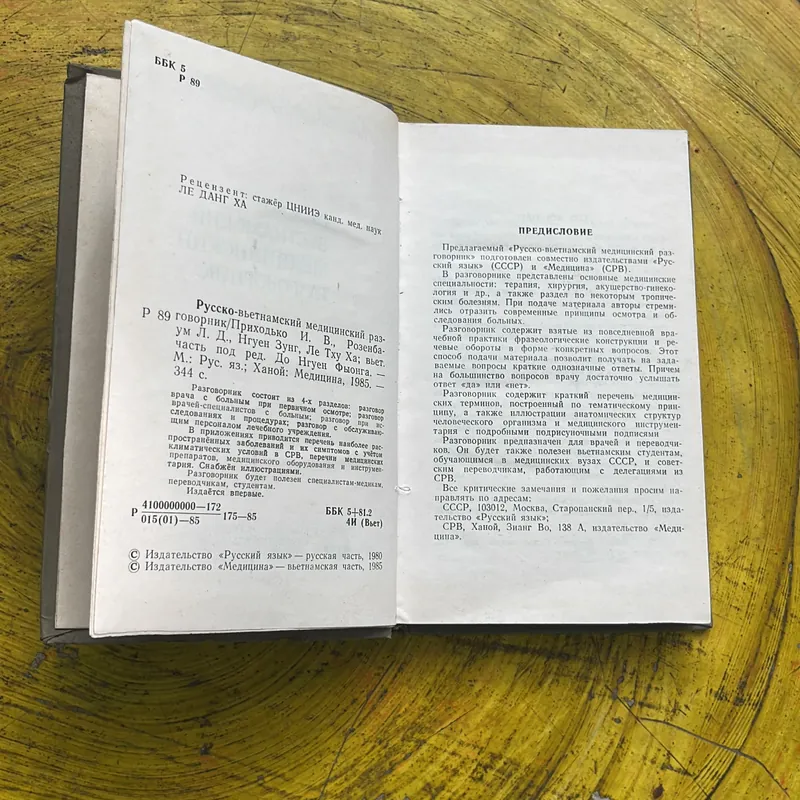 ББК 5
Р 89
Рецензент: стажёр ЦНИИЭ канд. мед. наук
ЛЕ ДАНГ ХА
Русско-вьетнамский медицинский раз-
Р 89 говорник/Приходько И. В., Розенба-
ум Л. Д., Нгуен Зунг, Ле Тху Ха; вьет.
часть под ред. До Нгуен Фыонга. —
М.: Рус. яз.; Ханой: Медицина, 1985. —
344 с.
Разговорник состоит из 4-х разделов: разговор
врача с больным при первичном осмотре; разговор
врачей-специалистов с больным; разговор при ис-
следованиях и процедурах; разговор с обслуживаю-
щим персоналом лечебного учреждения.
В приложениях приводится перечень наиболее рас-
пространённых заболеваний и их симптомов с учётом
климатических условий в СРВ, перечни медицинских
препаратов, медицинского оборудования и инструмен-
тария. Снабжён иллюстрациями.
Разговорник будет полезен специалистам-медикам,
переводчикам, студентам.
Издаётся впервые.
Р 4100000000—172
015(01)—85 175—85
ББК 5+81.2
4И (Вьет)
© Издательство «Русский язык» — русская часть, 1980
© Издательство «Медицина» — вьетнамская часть, 1985
ПРЕДИСЛОВИЕ
Предлагаемый «Русско-вьетнамский медицинский раз-
говорник» подготовлен совместно издательствами «Рус-
ский язык» (СССР) и «Медицина» (СРВ).
В разговорнике представлены основные медицинские
специальности: терапия, хирургия, акушерство-гинеко-
логия и др., а также раздел по некоторым тропичес-
ким болезням. При подаче материала авторы стреми-
лись отразить современные принципы осмотра и об-
следования больных.
Разговорник содержит взятые из повседневной вра-
чебной практики фразеологические конструкции и ре-
чевые обороты в форме конкретных вопросов. Этот
способ подачи материала позволит получать на зада-
ваемые вопросы краткие однозначные ответы. Причем
на большинство вопросов врачу достаточно услышать
ответ «да» или «нет».
Разговорник содержит краткий перечень медицин-
ских терминов, построенный по тематическому прин-
ципу, а также иллюстрации анатомических структур
человеческого организма и медицинского инструмен-
тария с подробными подрисуночными подписями
Разговорник предназначен для врачей и переводчи-
ков. Он будет также полезен вьетнамским студентам,
обучающимся в медицинских вузах СССР, и совет-
ским переводчикам, работающим с делегациями из
СРВ.
Все критические замечания и пожелания просим на-
правлять по адресам:
СССР, 103012, Москва, Старопанский пер., 1/5, изда-
тельство «Русский язык»;
СРВ, Ханой, Зианг Во, 138 А, издательство «Меди-
цина».